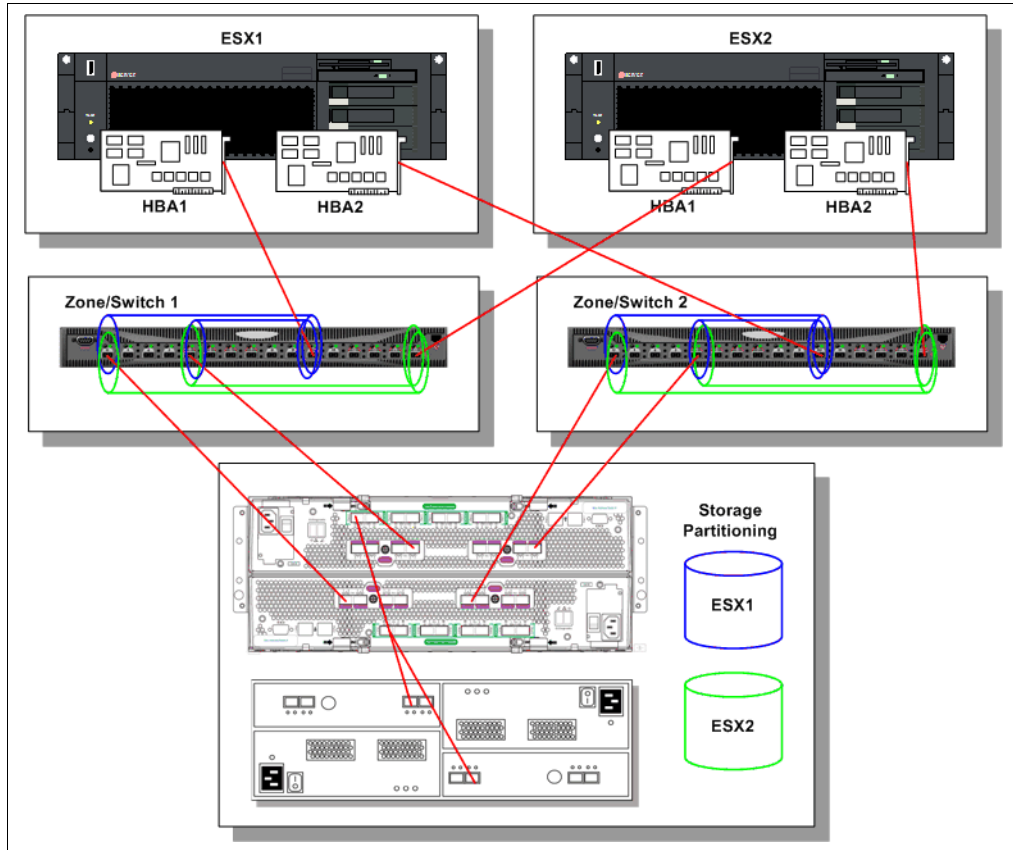 ESX1
ESX2
HBA1
HBA2
HBA1
HBA2
Zone/Switch 1
Zone/Switch 2
Storage
Partitioning
ESX1
ESX2